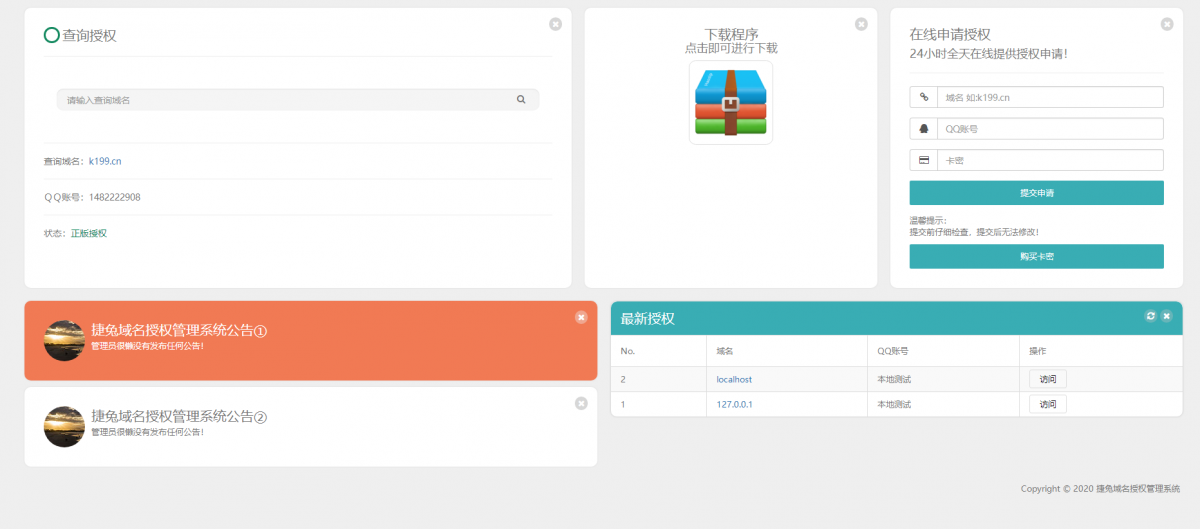 查询授权
请输入查询域名
查询域名：k199.cn
QQ账号：1482222908
状态：正版授权
下载程序
点击即可进行下载
在线申请授权
24小时全天在线提供授权申请！
域名 如:k199.cn
QQ账号
卡密
提交申请
温馨提示：
提交前仔细检查，提交后无法修改！
购买卡密
捷兔域名授权管理系统公告①
管理员很懒没有发布任何公告！
捷兔域名授权管理系统公告②
管理员很懒没有发布任何公告！
最新授权
No. 域名 QQ账号 操作
2 localhost 本地测试 访问
1 127.0.0.1 本地测试 访问
Copyright © 2020 捷兔域名授权管理系统